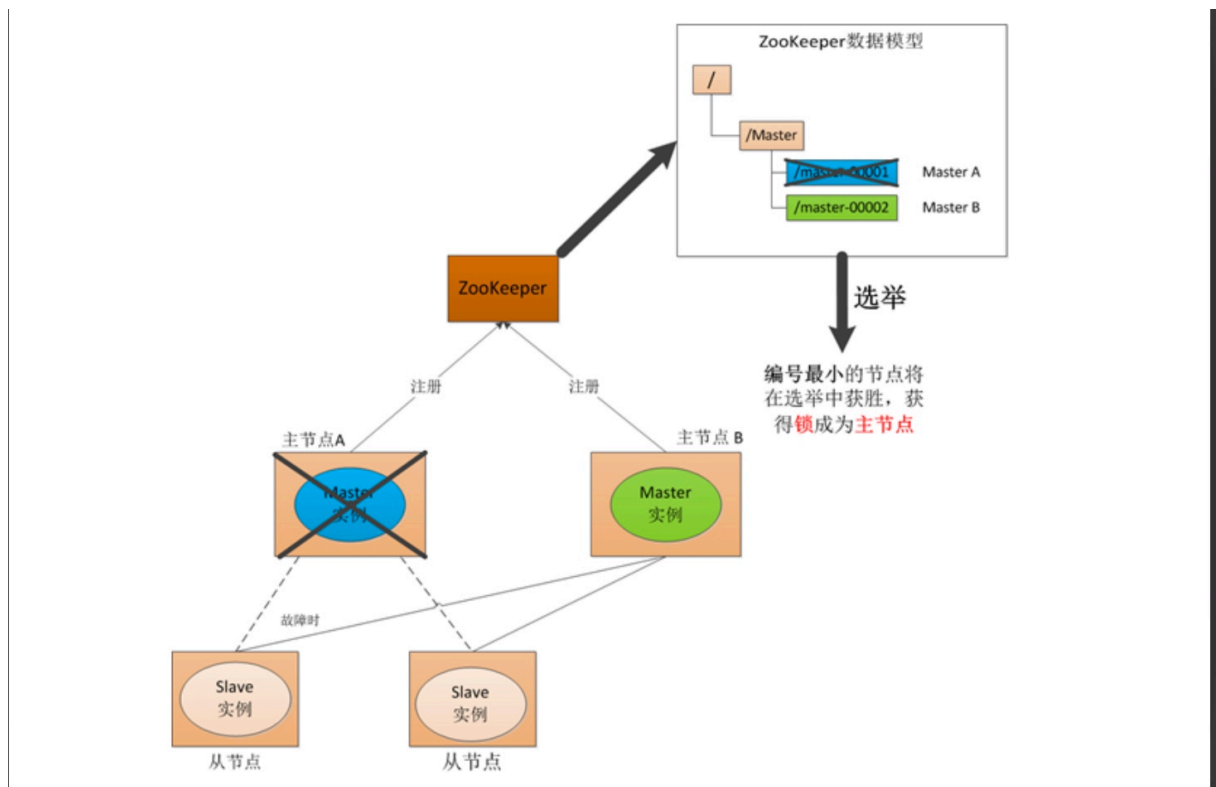 ZooKeeper数据模型
/
/Master
/master-00001
Master A
/master-00002
Master B
ZooKeeper
选举
编号最小的节点将
在选举中获胜，获
得锁成为主节点
注册
注册
主节点A
主节点 B
Master
实例
Master
实例
故障时
Slave
实例
Slave
实例
从节点
从节点